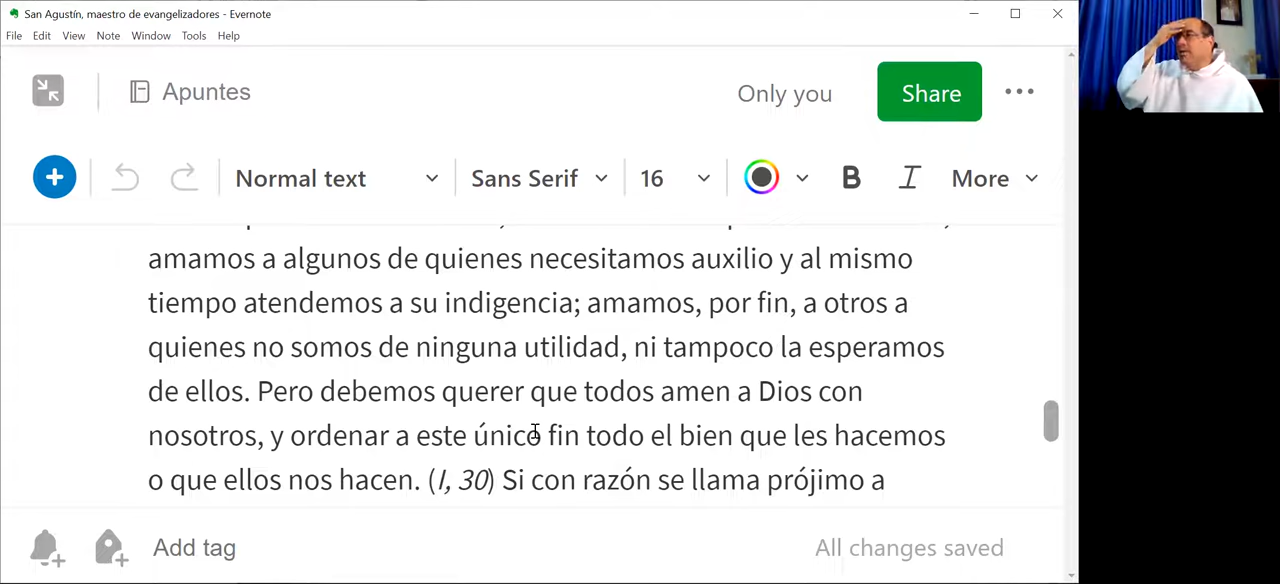 San Agustín, maestro de evangelizadores - Evernote
File Edit View Note Window Tools Help
Apuntes
Only you
Share
Normal text
Sans Serif
16
B
I
More
amamos a algunos de quienes necesitamos auxilio y al mismo
tiempo atendemos a su indigencia; amamos, por fin, a otros a
quienes no somos de ninguna utilidad, ni tampoco la esperamos
de ellos. Pero debemos querer que todos amen a Dios con
nosotros, y ordenar a este único fin todo el bien que les hacemos
o que ellos nos hacen. (I, 30) Si con razón se llama prójimo a
Add tag
All changes saved